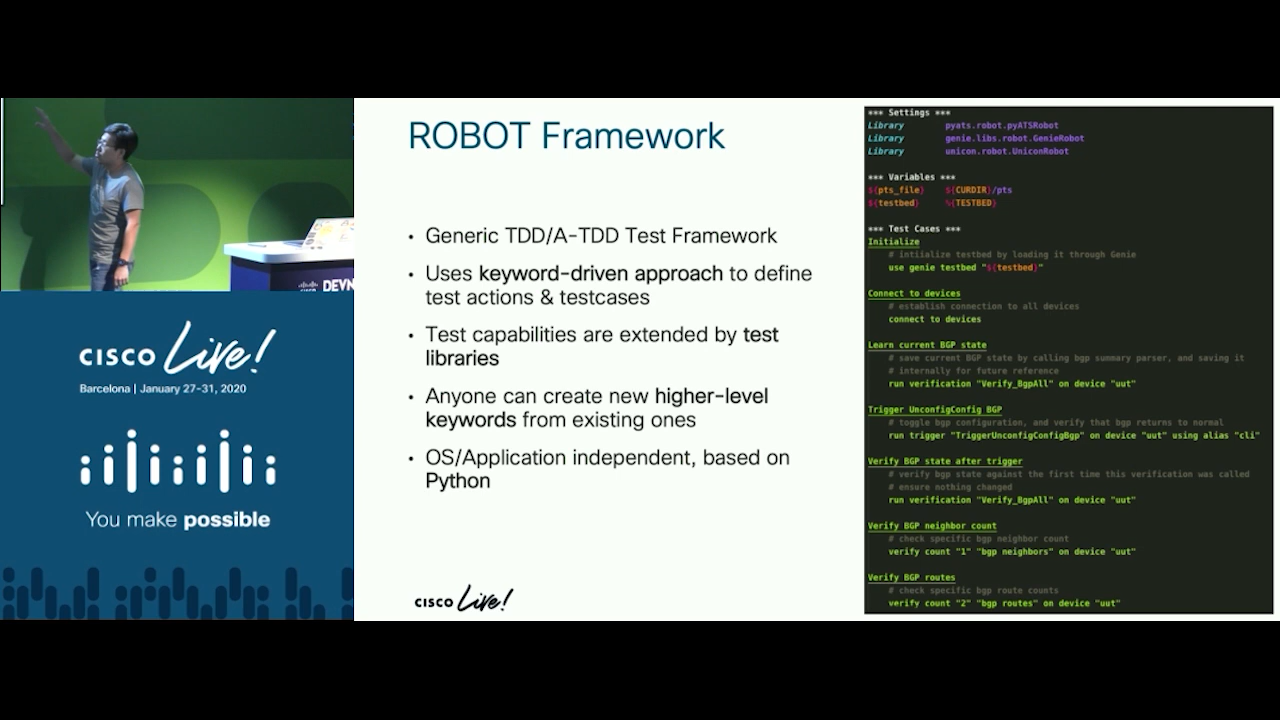 DEVN
CISCO Live!
Barcelona | January 27-31, 2020
You make possible
ROBOT Framework
• Generic TDD/A-TDD Test Framework
• Uses keyword-driven approach to define
test actions & testcases
• Test capabilities are extended by test
libraries
• Anyone can create new higher-level
keywords from existing ones
• OS/Application independent, based on
Python
CISCO Live!
*** Settings ***
Library pyats.robot.pyATSRobot
Library genie.libs.robot.GenieRobot
Library unicon.robot.UniconRobot
*** Variables ***
${pts_file} ${CURDIR}/pts
${testbed} %{TESTBED}
*** Test Cases ***
Initialize
# intiialize testbed by loading it through Genie
use genie testbed "${testbed}"
Connect to devices
# establish connection to all devices
connect to devices
Learn current BGP state
# save current BGP state by calling bgp summary parser, and saving it
# internally for future reference
run verification "Verify_BgpAll" on device "uut"
Trigger UnconfigConfig BGP
# toggle bgp configuration, and verify that bgp returns to normal
run trigger "TriggerUnconfigConfigBgp" on device "uut" using alias "cli"
Verify BGP state after trigger
# verify bgp state against the first time this verification was called
# ensure nothing changed
run verification "Verify_BgpAll" on device "uut"
Verify BGP neighbor count
# check specific bgp neighbor count
verify count "1" "bgp neighbors" on device "uut"
Verify BGP routes
# check specific bgp route counts
verify count "2" "bgp routes" on device "uut"